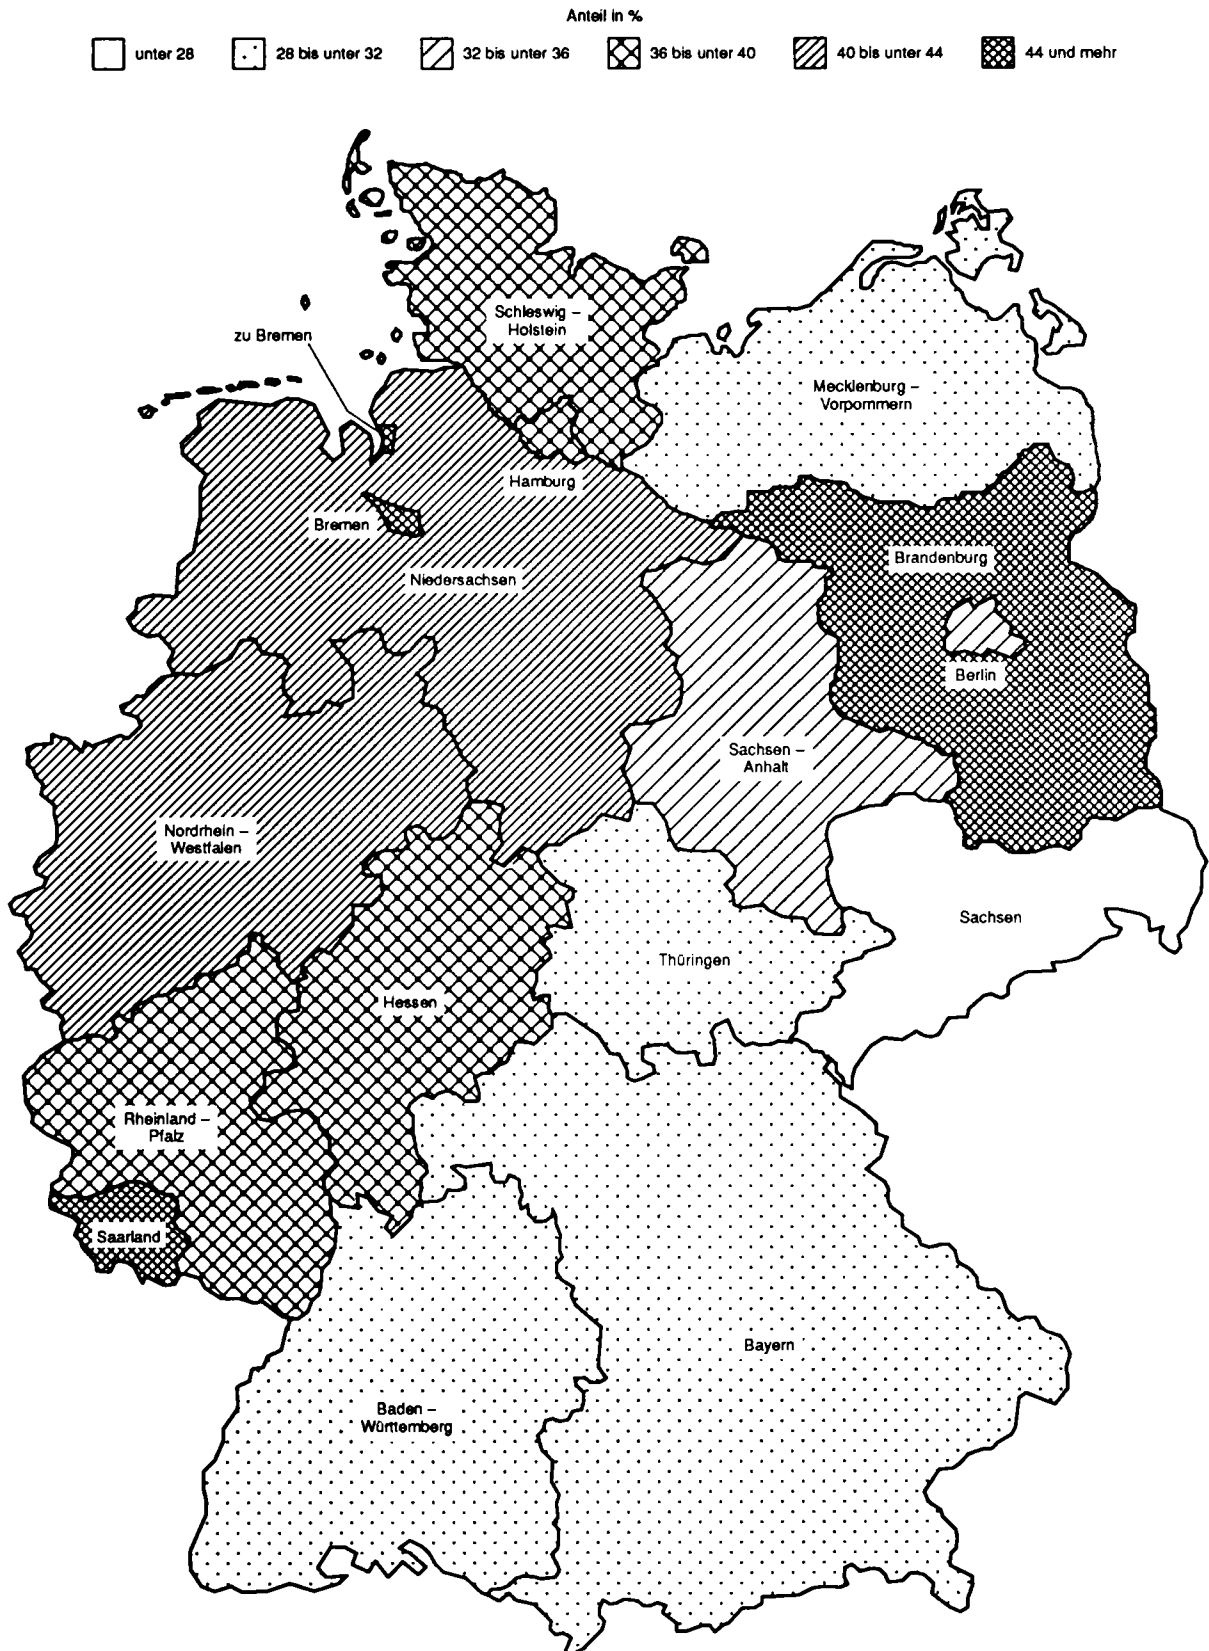 Anteil in %
unter 28
28 bis unter 32
32 bis unter 36
36 bis unter 40
40 bis unter 44
44 und mehr
Schleswig –
Holstein
zu Bremen
Mecklenburg –
Vorpommern
Hamburg
Bremen
Brandenburg
Niedersachsen
Berlin
Sachsen –
Anhalt
Nordrhein –
Westfalen
Sachsen
Thüringen
Hessen
Rheinland –
Pfalz
Saarland
Bayern
Baden –
Württemberg